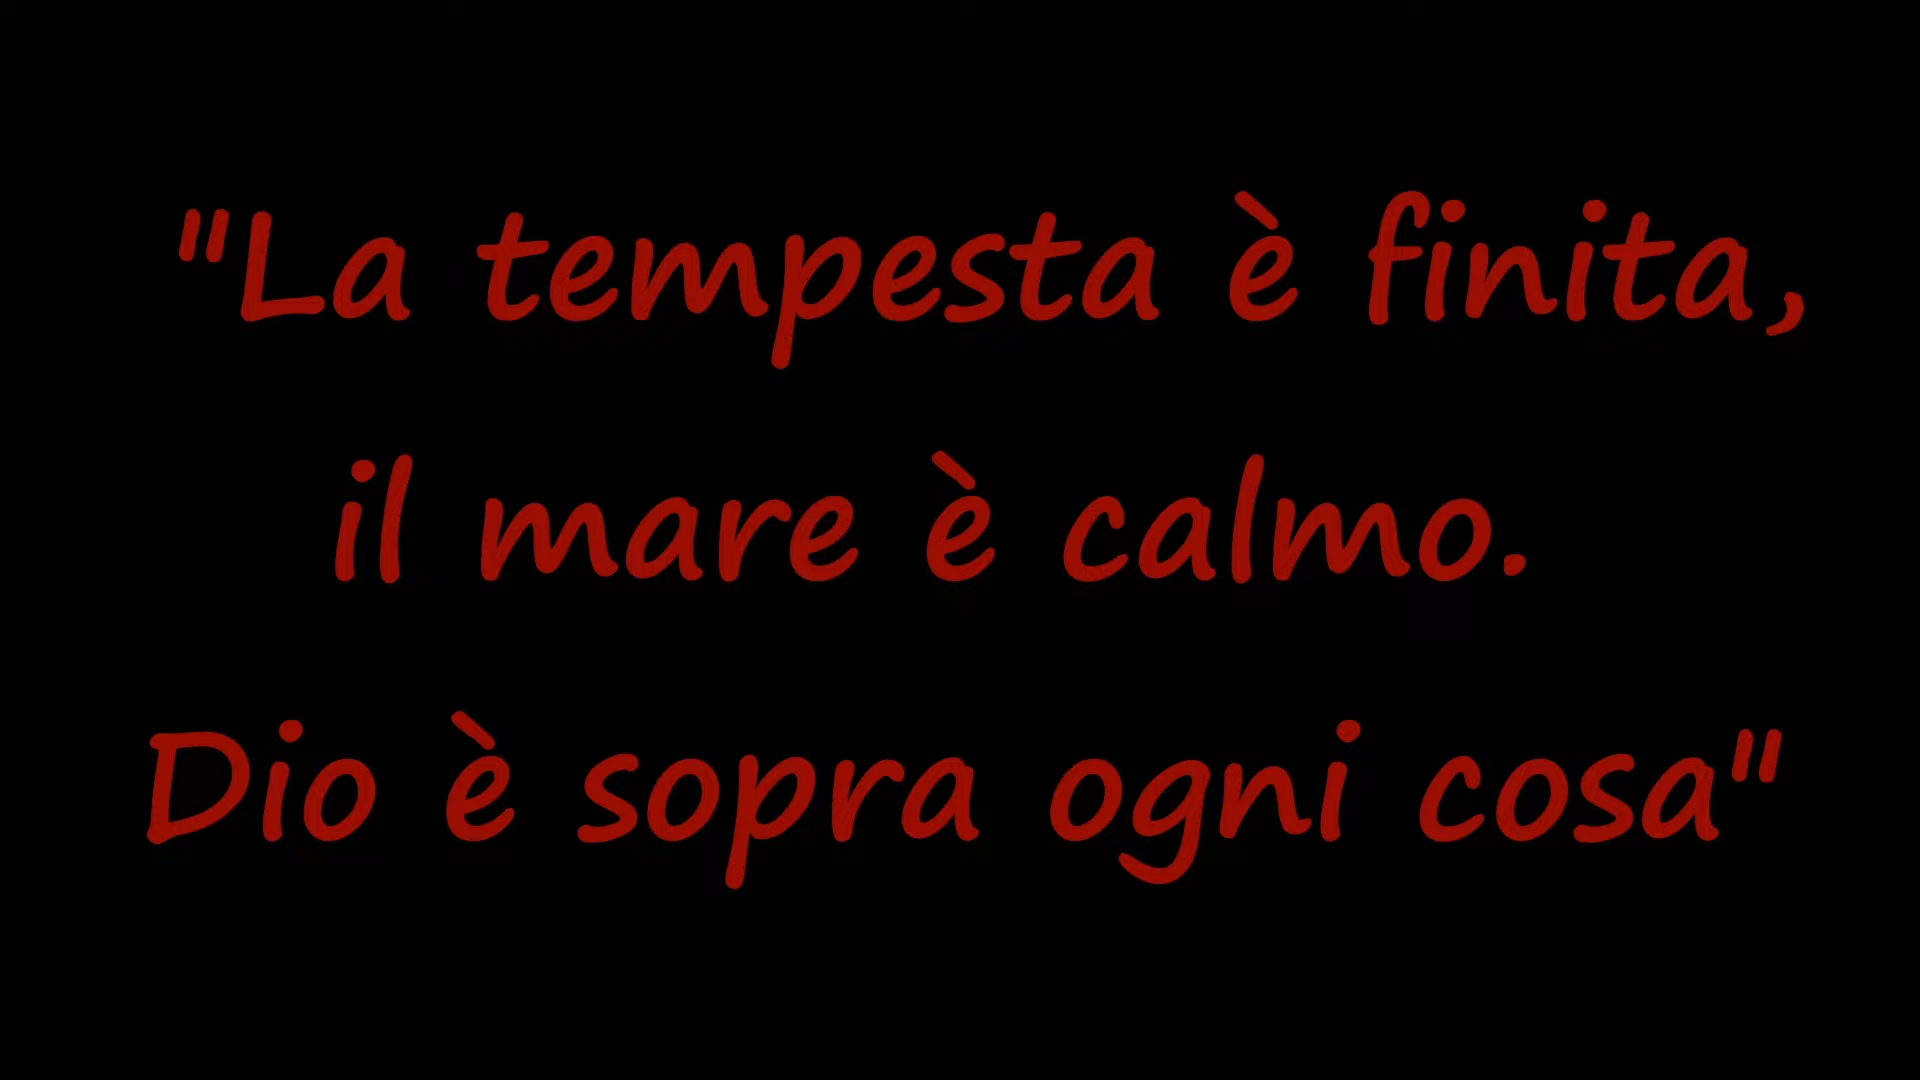 "La tempesta è finita,
il mare è calmo.
Dio è sopra ogni cosa"